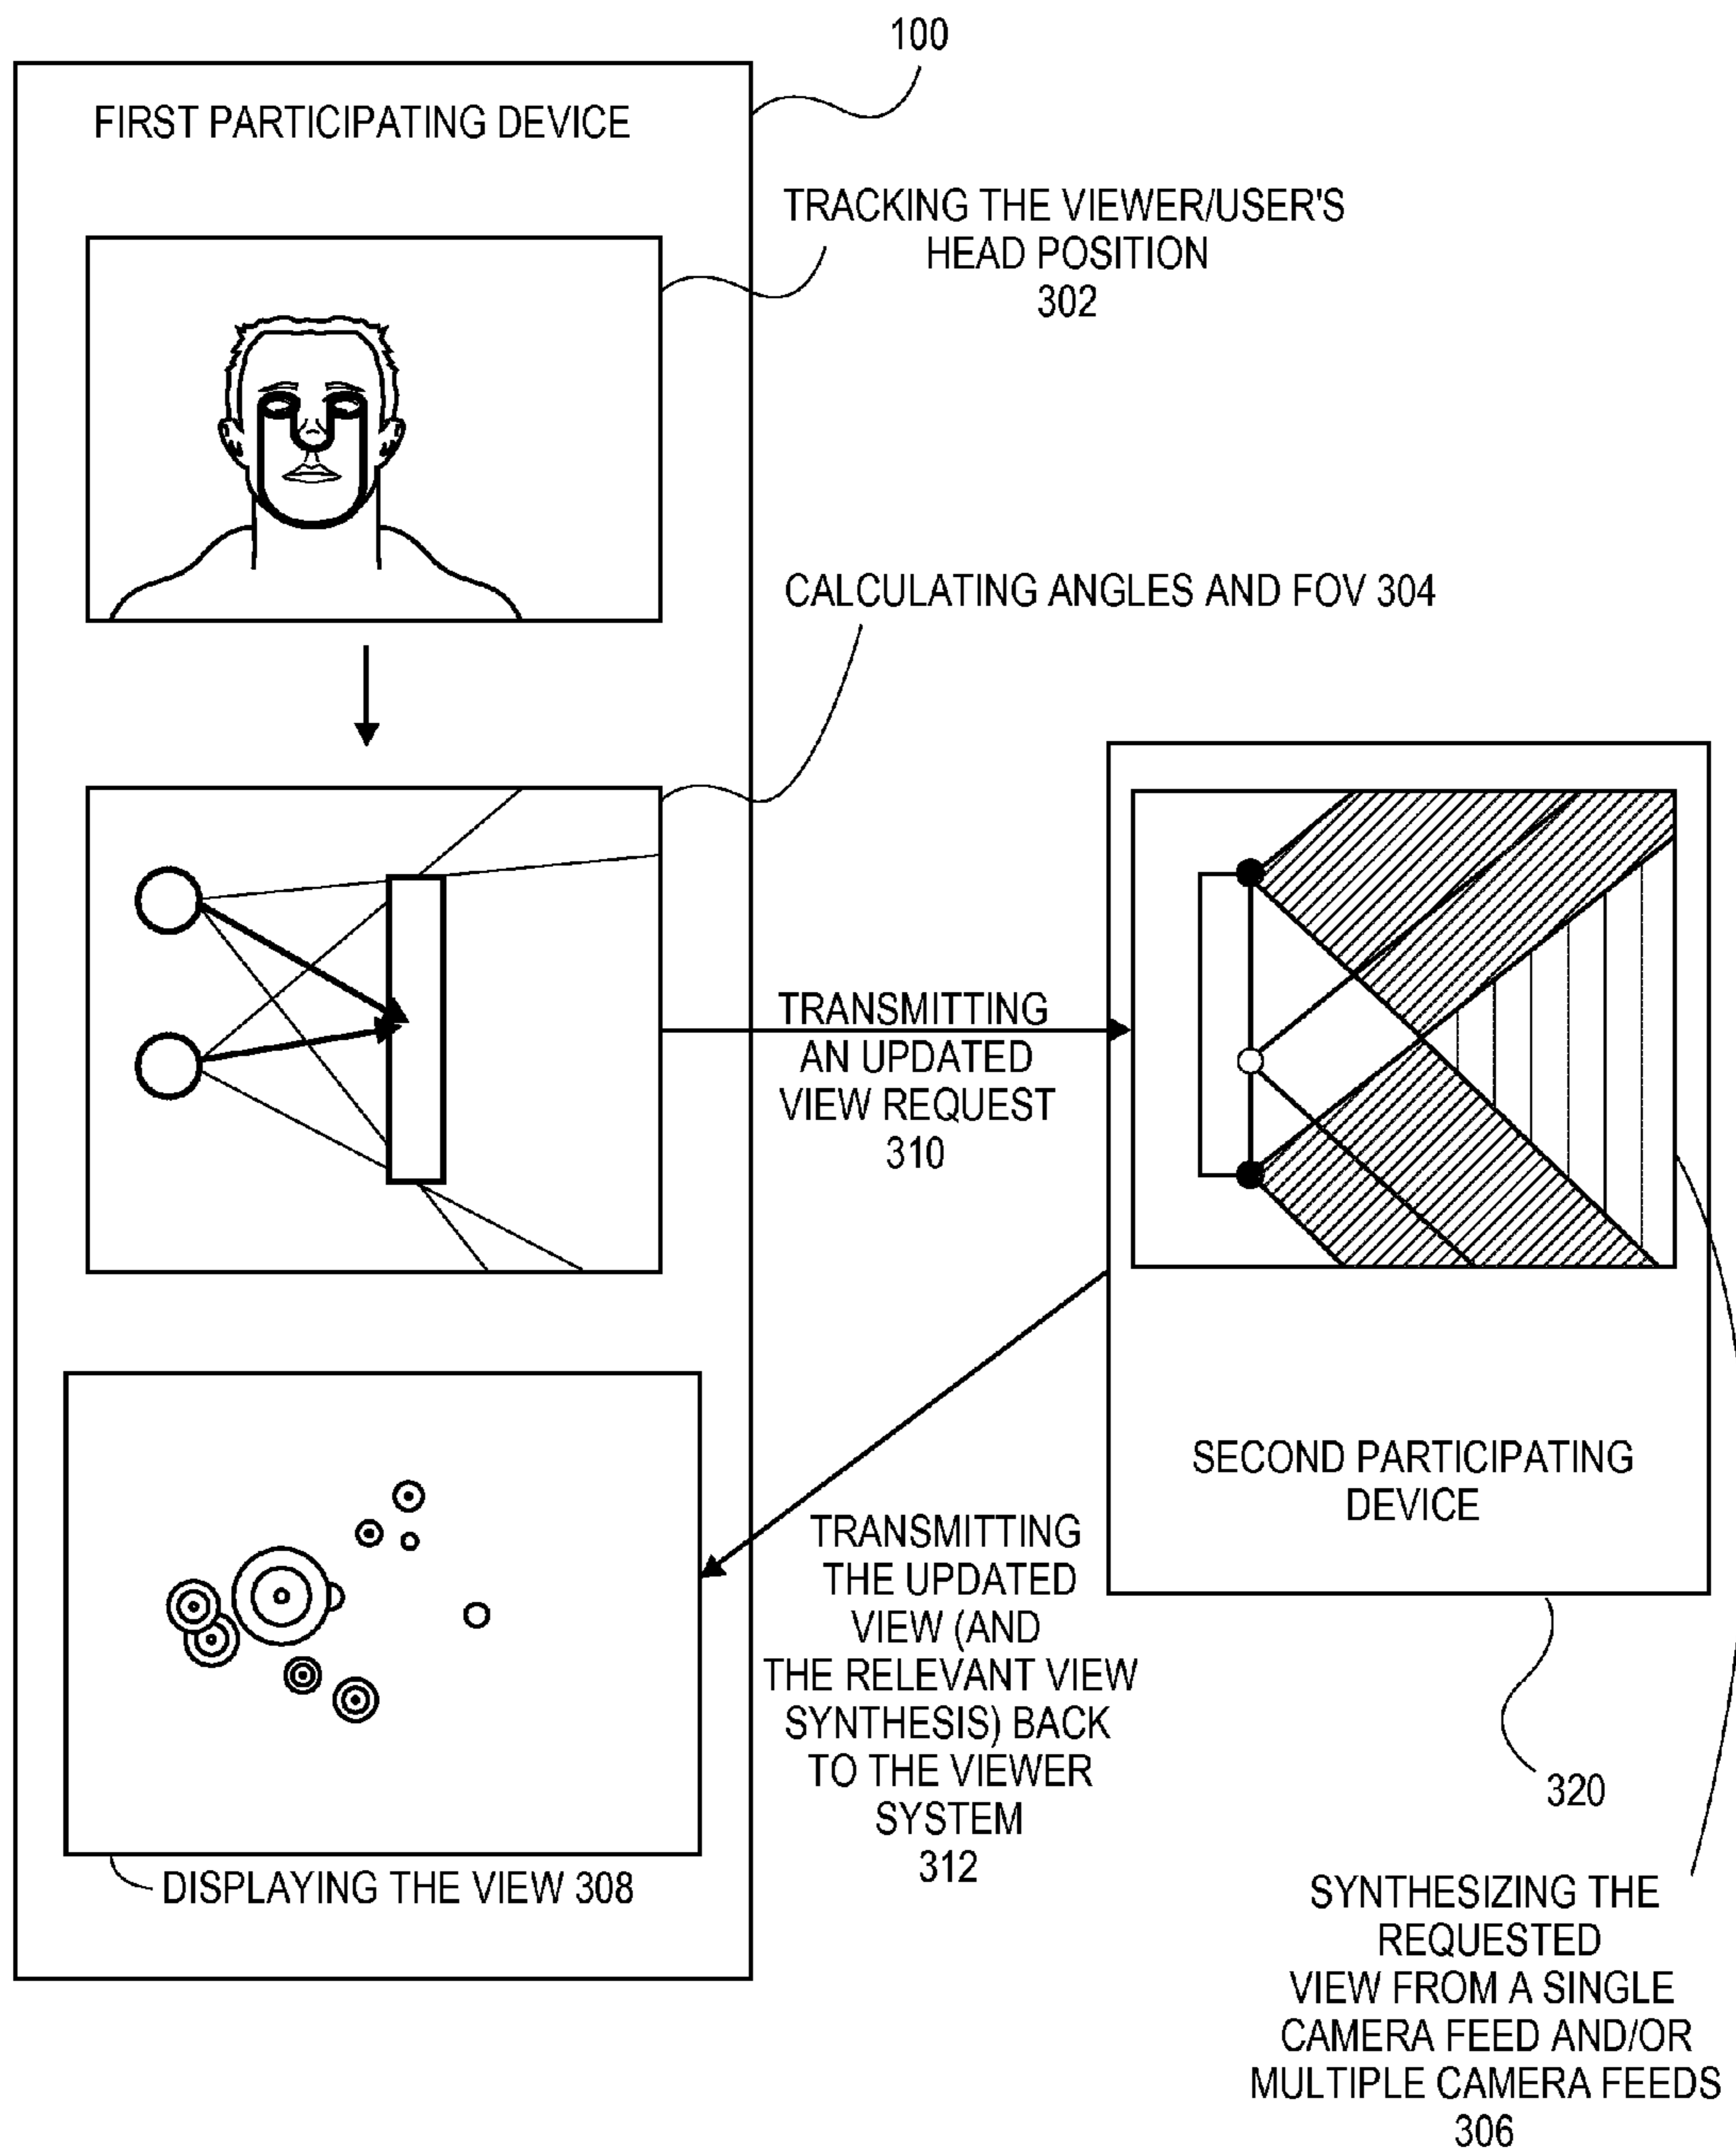 100
FIRST PARTICIPATING DEVICE
TRACKING THE VIEWER/USER'S
HEAD POSITION
302
CALCULATING ANGLES AND FOV 304
TRANSMITTING
AN UPDATED
VIEW REQUEST
310
SECOND PARTICIPATING
DEVICE
TRANSMITTING
THE UPDATED
VIEW (AND
THE RELEVANT VIEW
SYNTHESIS) BACK
TO THE VIEWER
SYSTEM
312
320
DISPLAYING THE VIEW 308
SYNTHESIZING THE
REQUESTED
VIEW FROM A SINGLE
CAMERA FEED AND/OR
MULTIPLE CAMERA FEEDS
306